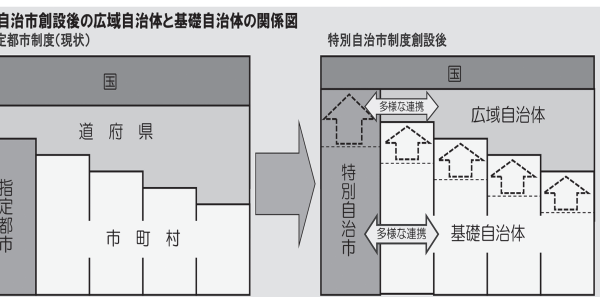 自治市創設後の広域自治体と基礎自治体の関係図
定都市制度(現状)
国
道府県
指定都市
市町村
特別自治市制度創設後
国
多様な連携
広域自治体
特別自治市
多様な連携
基礎自治体